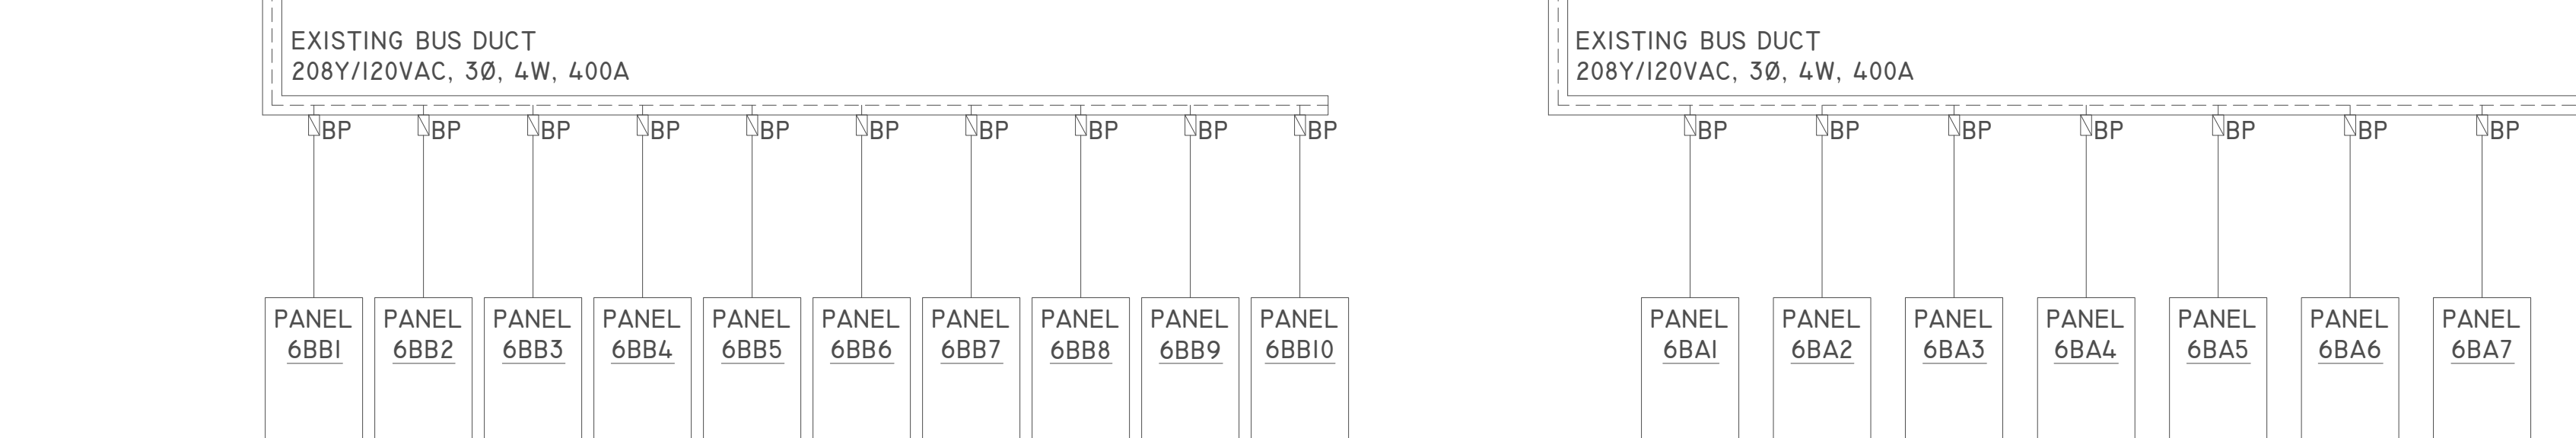 EXISTING BUS DUCT
208Y/120VAC, 3Ø, 4W, 400A
BP BP BP BP BP BP BP BP BP BP
PANEL PANEL PANEL PANEL PANEL PANEL PANEL PANEL PANEL PANEL
6BB1 6BB2 6BB3 6BB4 6BB5 6BB6 6BB7 6BB8 6BB9 6BB10
EXISTING BUS DUCT
208Y/120VAC, 3Ø, 4W, 400A
BP BP BP BP BP BP BP
PANEL PANEL PANEL PANEL PANEL PANEL PANEL
6BA1 6BA2 6BA3 6BA4 6BA5 6BA6 6BA7